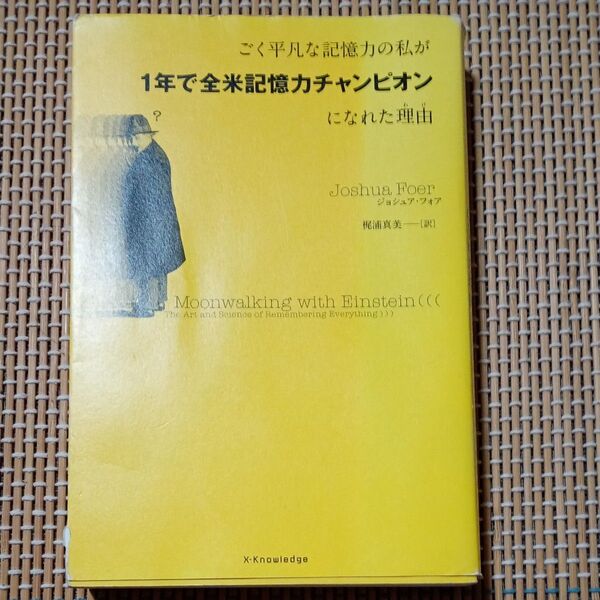 ごく平凡な記憶力の私が
1年で全米記憶力チャンピオン
になれた理由
わけ
?
Joshua Foer
ジョシュア・フォア
梶浦真美──[訳]
Moonwalking with Einstein(((
The Art and Science of Remembering Everything)))
X-Knowledge